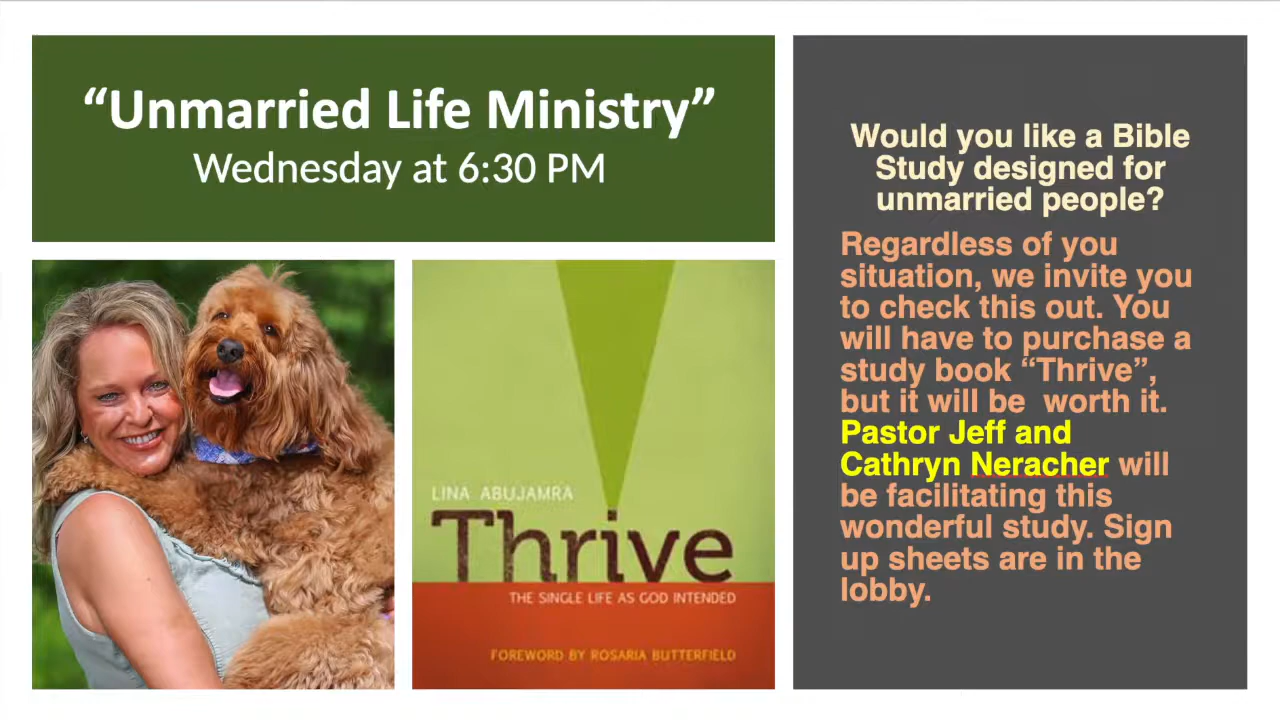 “Unmarried Life Ministry”
Wednesday at 6:30 PM
LINA ABUJAMRA
Thrive
THE SINGLE LIFE AS GOD INTENDED
FOREWORD BY ROSARIA BUTTERFIELD
Would you like a Bible
Study designed for
unmarried people?
Regardless of you
situation, we invite you
to check this out. You
will have to purchase a
study book “Thrive”,
but it will be  worth it.
Pastor Jeff and
Cathryn Neracher will
be facilitating this
wonderful study. Sign
up sheets are in the
lobby.